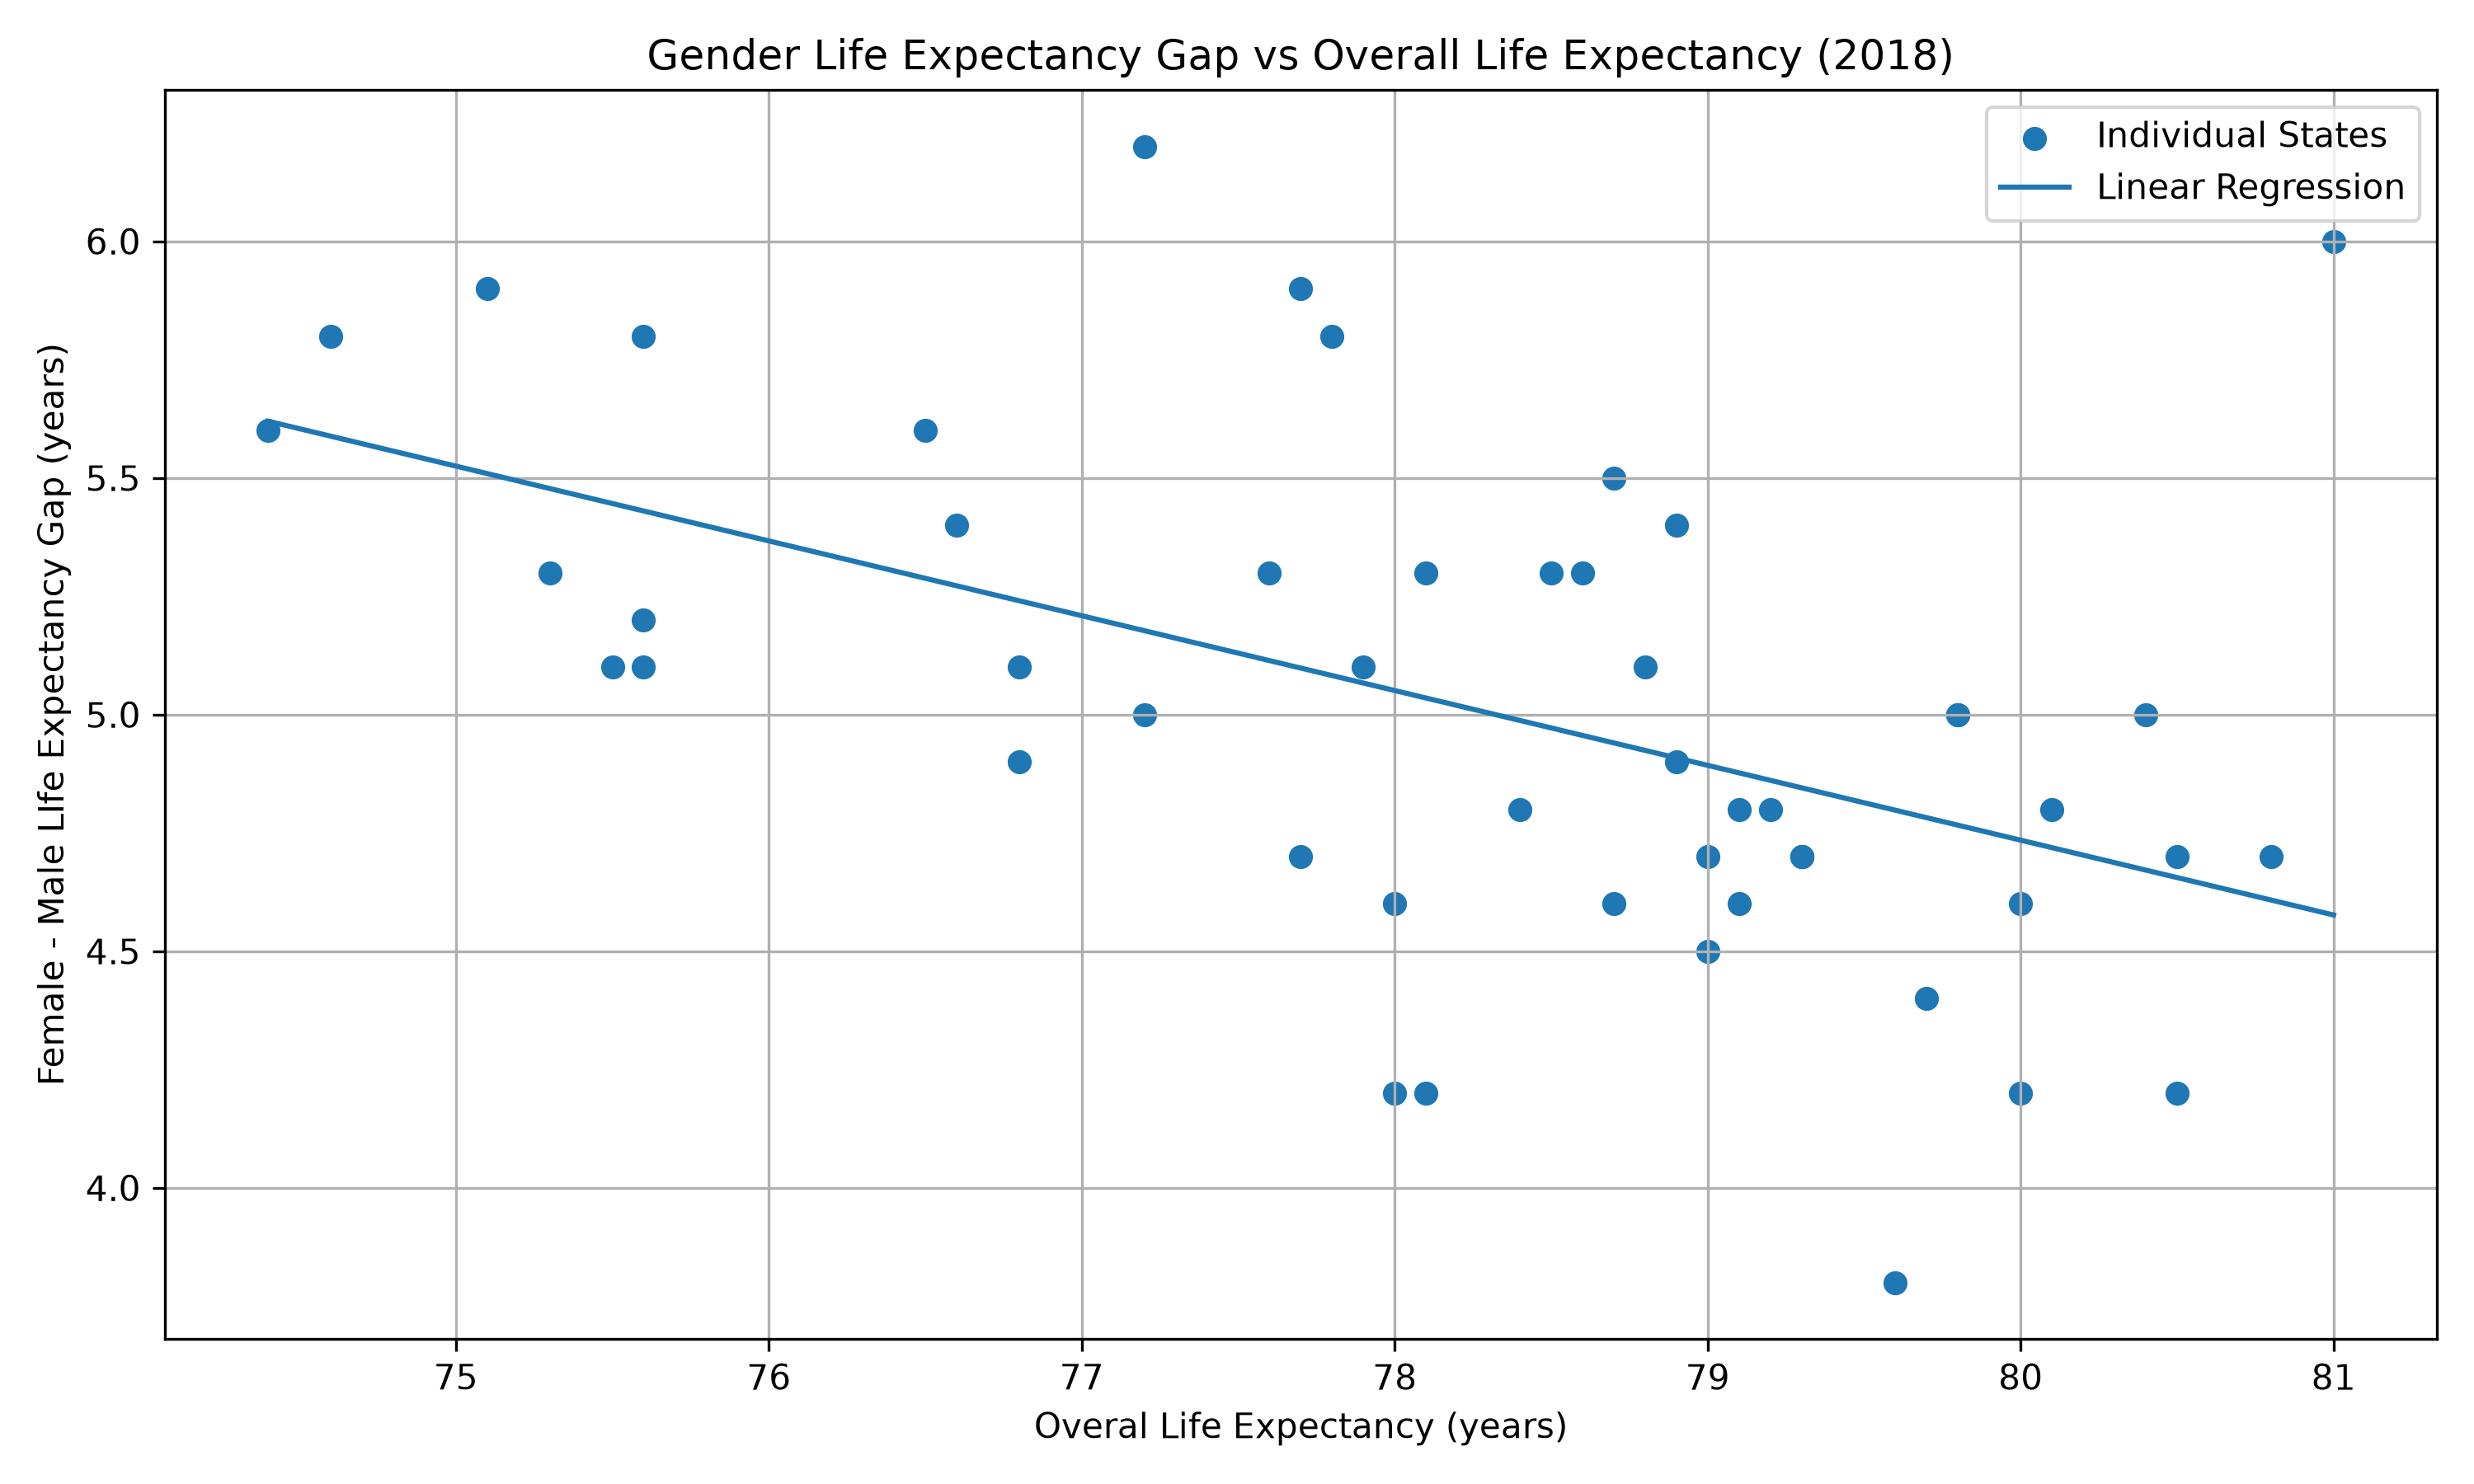 Gender Life Expectancy Gap vs Overall Life Expectancy (2018)
Individual States
Linear Regression
Female - Male LIfe Expectancy Gap (years)
6.0
5.5
5.0
4.5
4.0
75 76 77 78 79 80 81
Overal Life Expectancy (years)